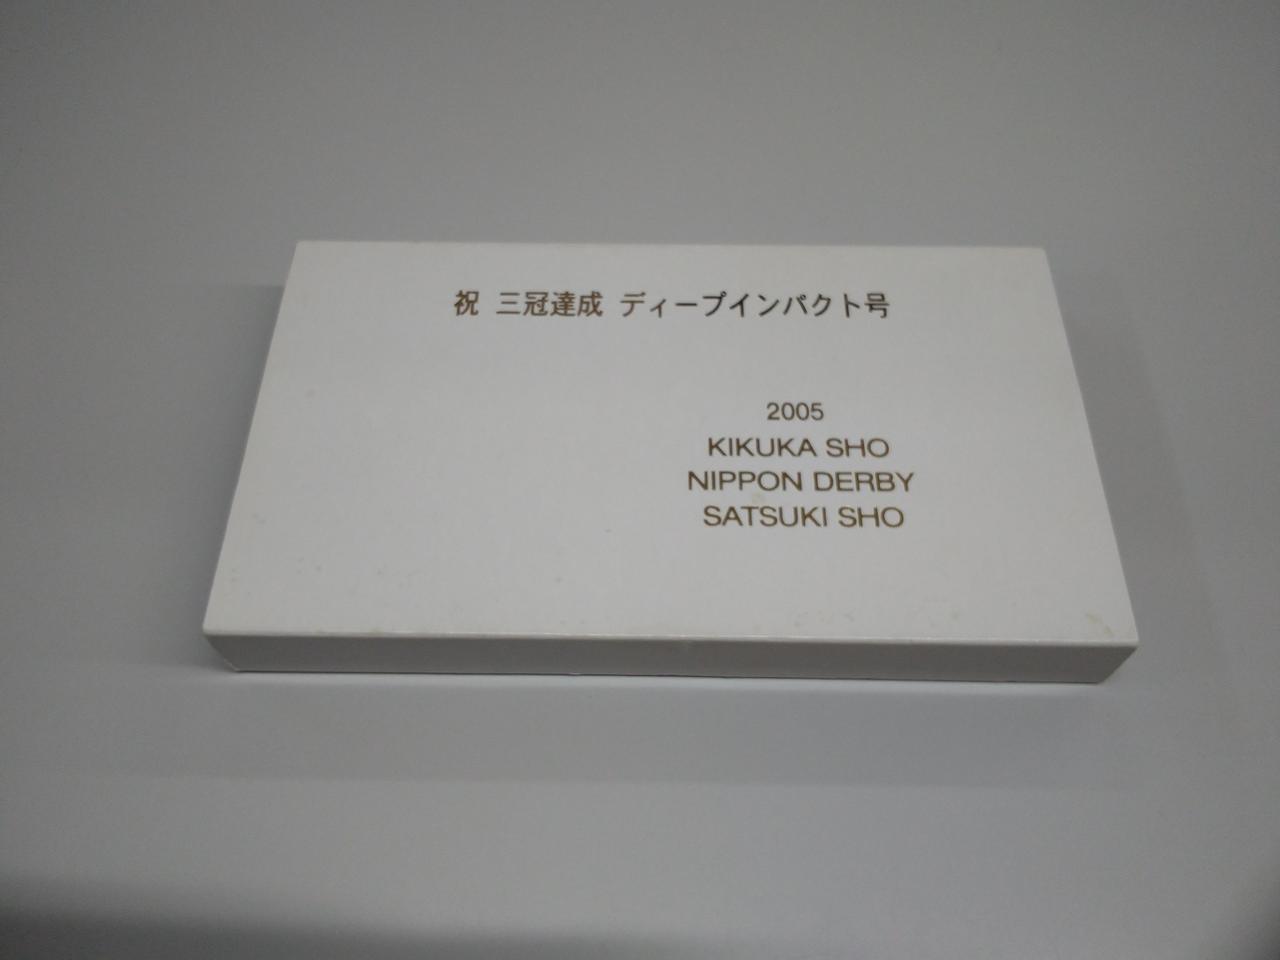 祝 三冠達成 ディープインパクト号
2005
KIKUKA SHO
NIPPON DERBY
SATSUKI SHO